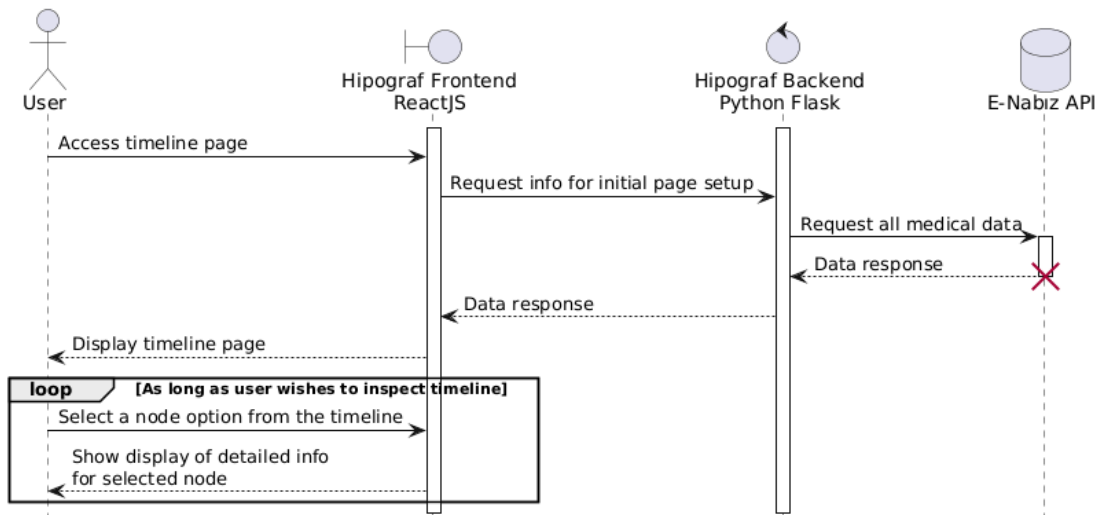 User
Hipograf Frontend
ReactJS
Hipograf Backend
Python Flask
E-Nabız API
Access timeline page
Request info for initial page setup
Request all medical data
Data response
Data response
Display timeline page
loop [As long as user wishes to inspect timeline]
Select a node option from the timeline
Show display of detailed info
for selected node